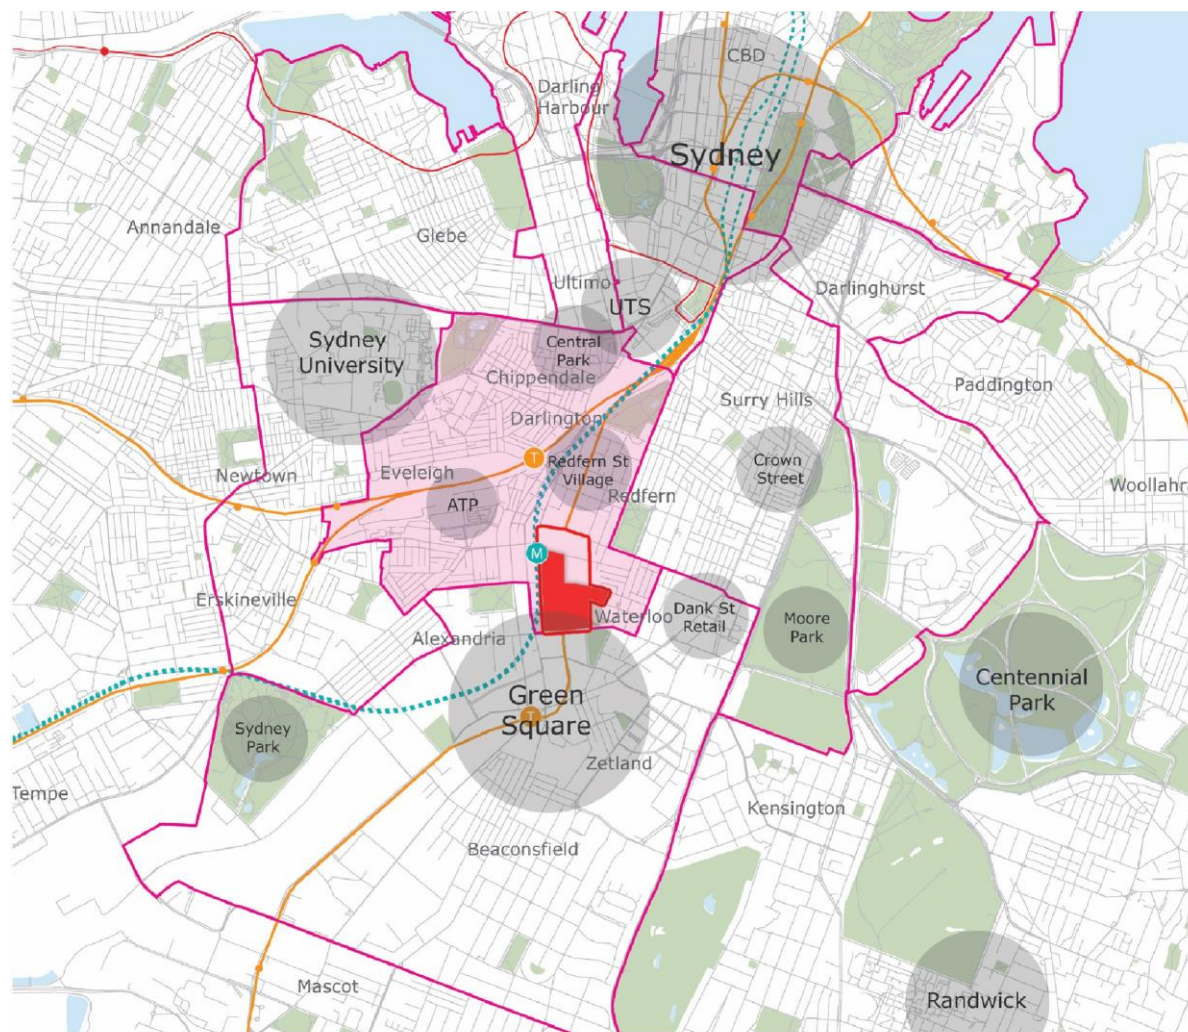 CBD
Darling
Harbour
Sydney
Annandale
Glebe
Ultimo
UTS
Darlinghurst
Sydney
University
Central
Park
Chippendale
Paddington
Surry Hills
Darlington
T
Redfern St
Village
Crown
Street
Newtown
Eveleigh
ATP
Redfern
Woollahra
M
Erskineville
Alexandria
Waterloo
Dank St
Retail
Moore
Park
Centennial
Park
Green
Square
T
Sydney
Park
Zetland
Tempe
Kensington
Beaconsfield
Mascot
Randwick